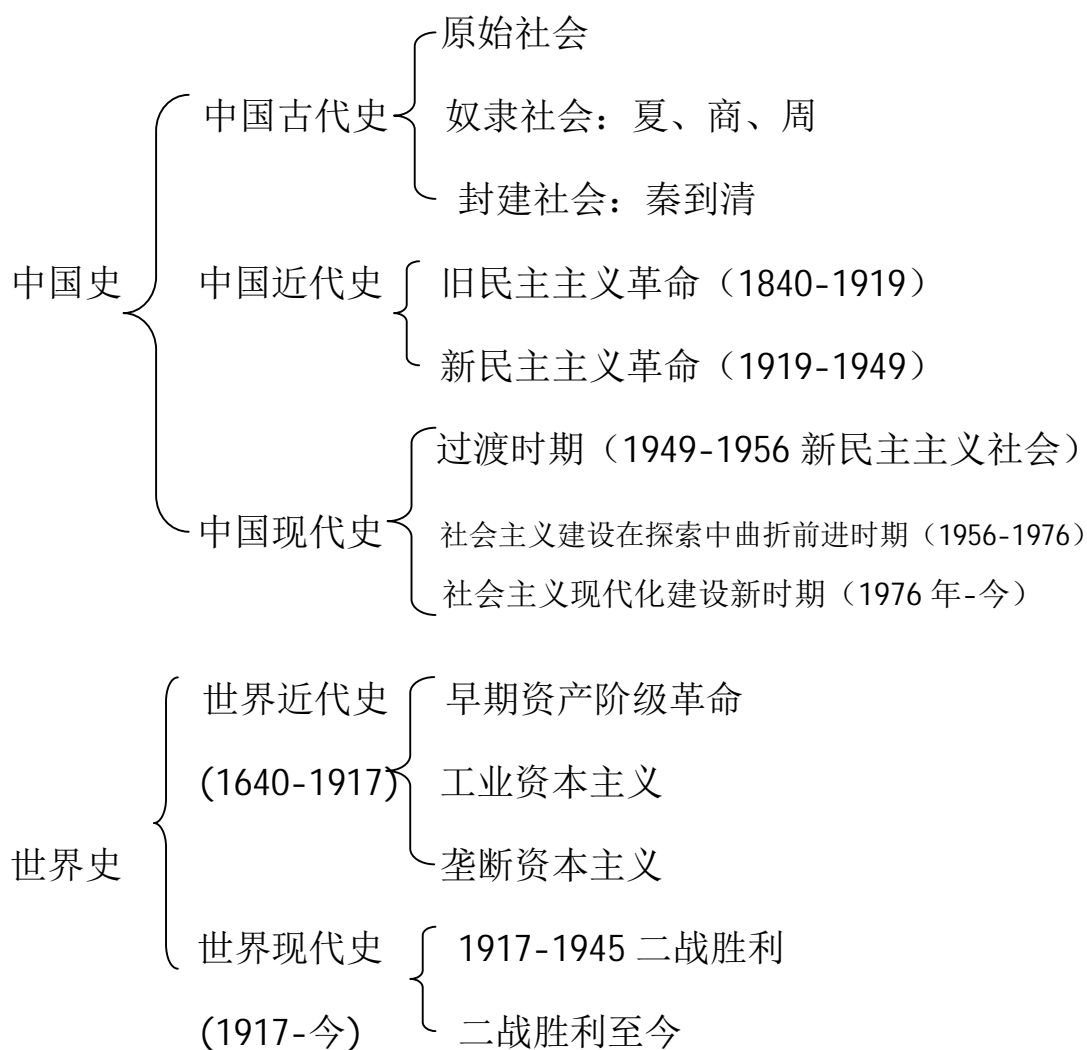 原始社会
中国古代史
奴隶社会：夏、商、周
封建社会：秦到清
中国史
中国近代史
旧民主主义革命（1840-1919）
新民主主义革命（1919-1949）
过渡时期（1949-1956 新民主主义社会）
中国现代史
社会主义建设在探索中曲折前进时期（1956-1976）
社会主义现代化建设新时期（1976 年-今）
世界近代史
早期资产阶级革命
(1640-1917)
工业资本主义
世界史
垄断资本主义
世界现代史
1917-1945 二战胜利
(1917-今)
二战胜利至今